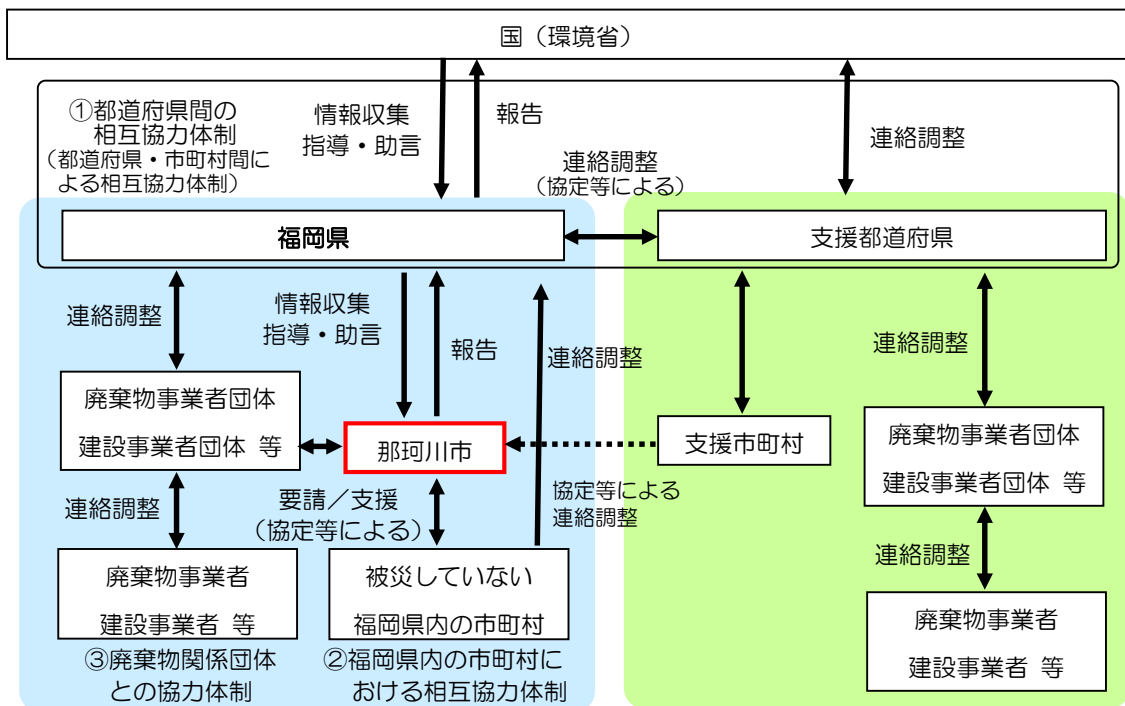 国（環境省）
①都道府県間の
相互協力体制
（都道府県・市町村間に
よる相互協力体制）
情報収集
指導・助言
報告
連絡調整
（協定等による）
連絡調整
福岡県
支援都道府県
連絡調整
情報収集
指導・助言
報告
連絡調整
連絡調整
廃棄物事業者団体
建設事業者団体 等
那珂川市
支援市町村
廃棄物事業者団体
建設事業者団体 等
連絡調整
要請／支援
（協定等による）
協定等による
連絡調整
連絡調整
廃棄物事業者
建設事業者 等
被災していない
福岡県内の市町村
廃棄物事業者
建設事業者 等
③廃棄物関係団体
との協力体制
②福岡県内の市町村に
おける相互協力体制